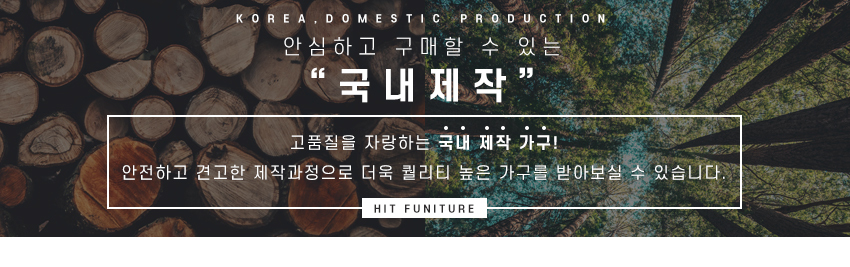 KOREA,DOMESTIC PRODUCTION
안심하고 구매할 수 있는
“국내제작”
고품질을 자랑하는 국내 제작 가구!
안전하고 견고한 제작과정으로 더욱 퀄리티 높은 가구를 받아보실 수 있습니다.
HIT FUNITURE